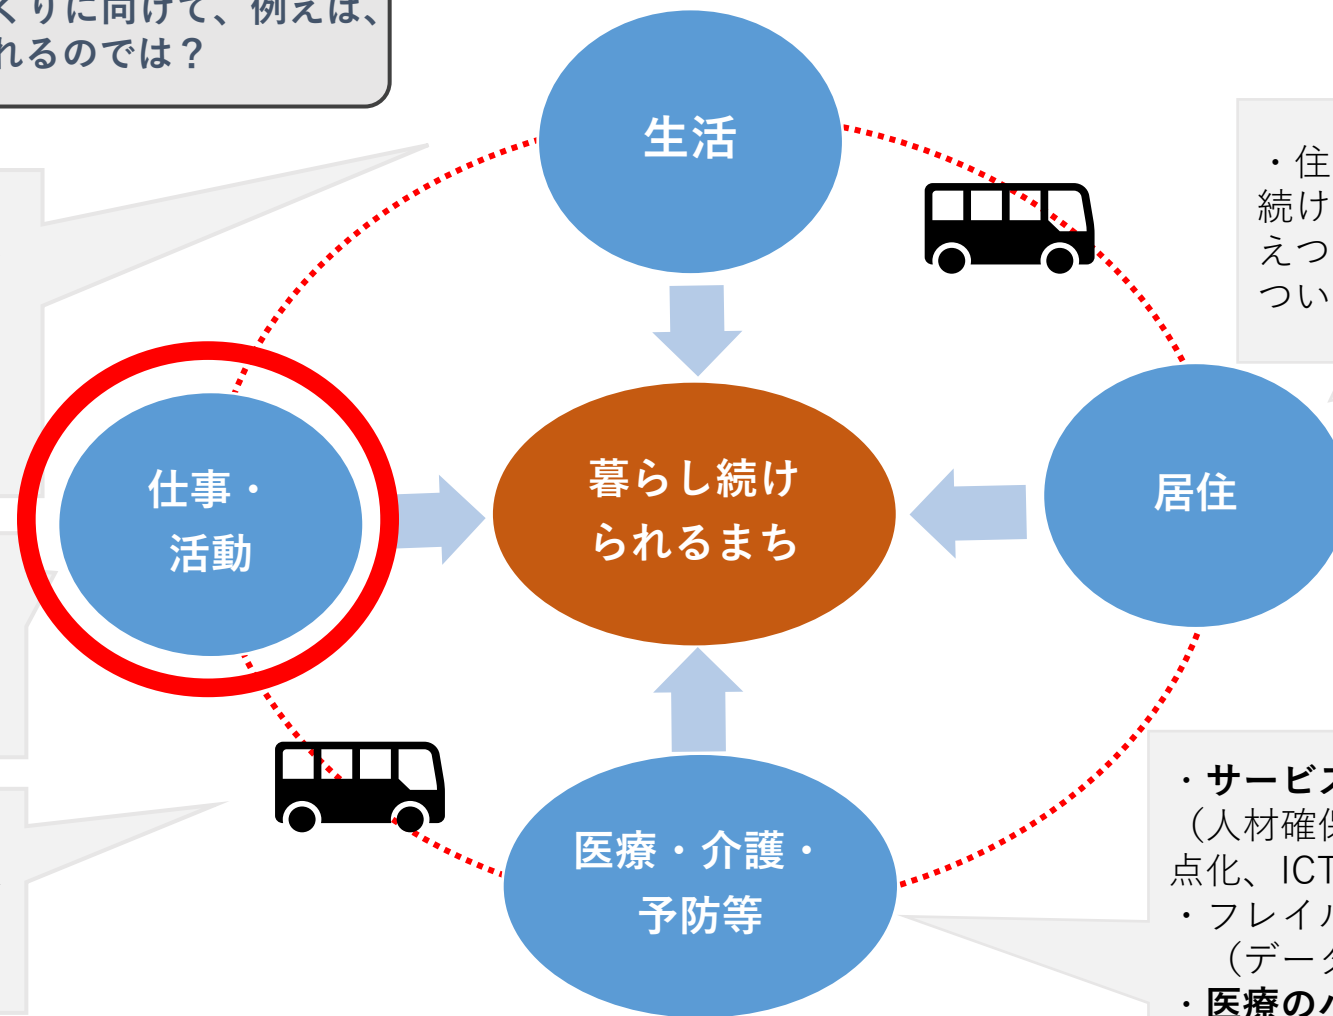 くりに向けて、例えば、
れるのでは？
生活
・住
続け
えつ
つい
仕事・
活動
暮らし続け
られるまち
居住
医療・介護・
予防等
・サービス
（人材確保
点化、ICT
・フレイル
（データ
・医療のバ